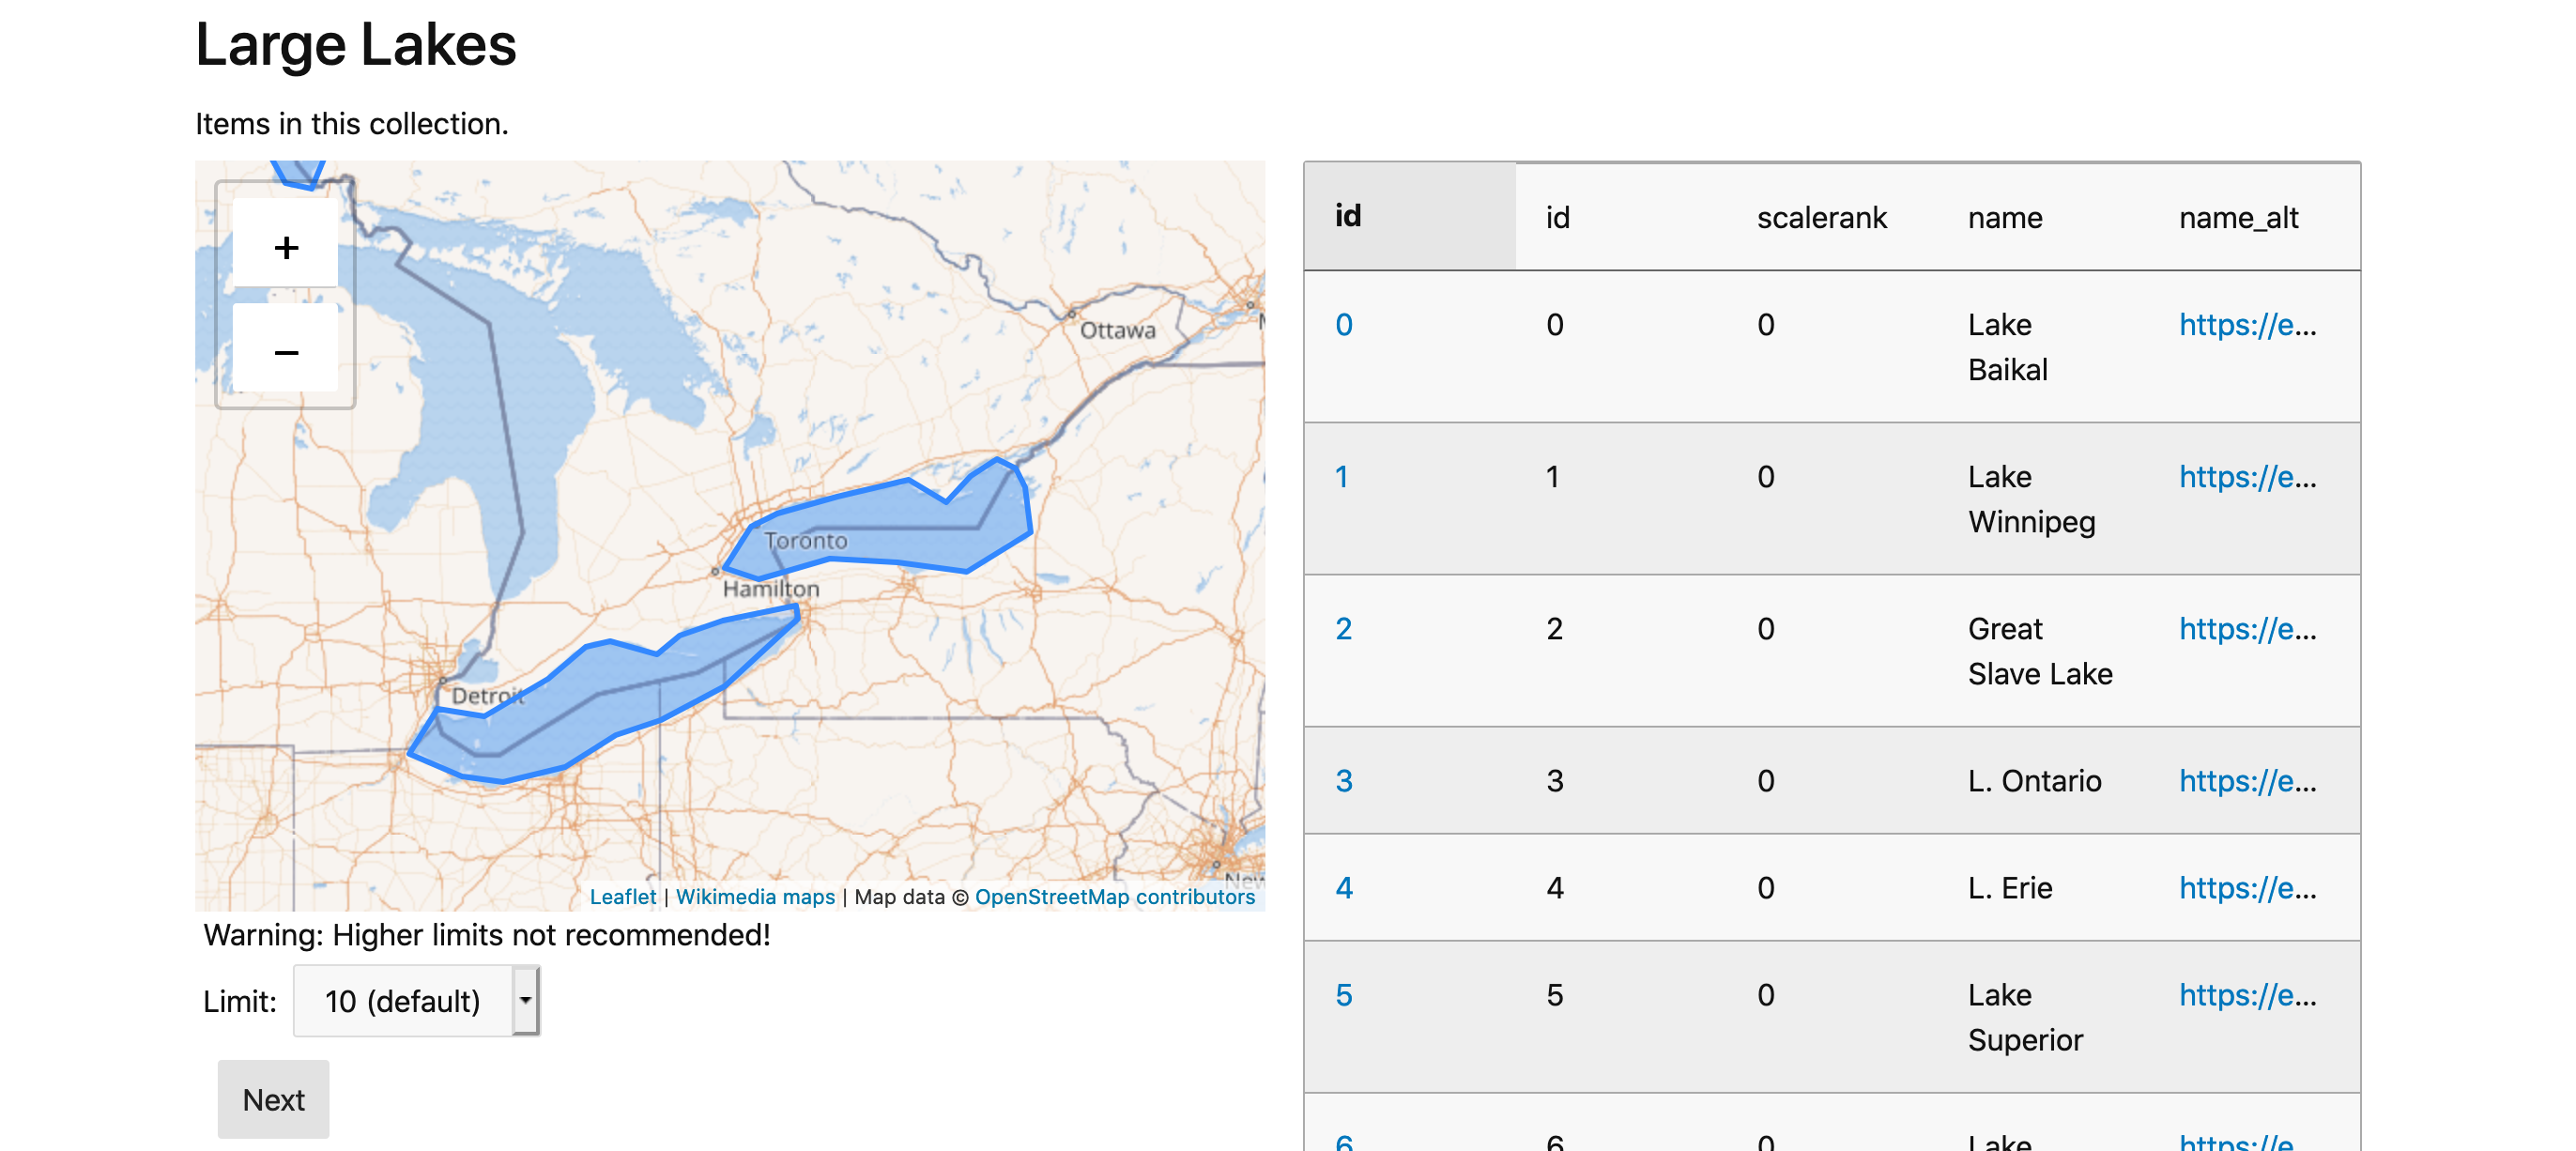 Large Lakes
Items in this collection.
+
−
Ottawa
Toronto
Hamilton
Detroit
Leaflet | Wikimedia maps | Map data © OpenStreetMap contributors
Warning: Higher limits not recommended!
Limit: 10 (default)
Next
id id scalerank name name_alt
0 0 0 Lake Baikal https://e...
1 1 0 Lake Winnipeg https://e...
2 2 0 Great Slave Lake https://e...
3 3 0 L. Ontario https://e...
4 4 0 L. Erie https://e...
5 5 0 Lake Superior https://e...
6 6 0 Lake https://e